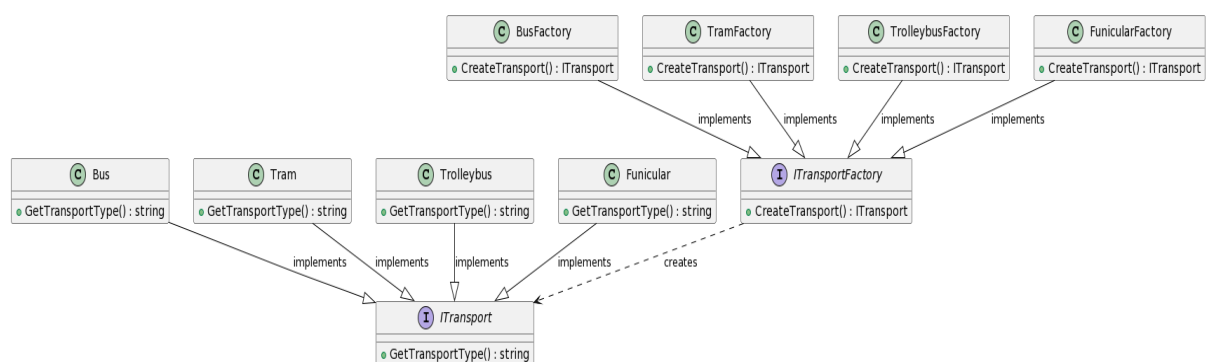 C BusFactory
C TramFactory
C TrolleybusFactory
C FunicularFactory
CreateTransport() : ITransport
CreateTransport() : ITransport
CreateTransport() : ITransport
CreateTransport() : ITransport
implements
implements
implements
implements
C Bus
C Tram
C Trolleybus
C Funicular
I ITransportFactory
GetTransportType() : string
GetTransportType() : string
GetTransportType() : string
GetTransportType() : string
CreateTransport() : ITransport
implements
implements
implements
implements
creates
I ITransport
GetTransportType() : string